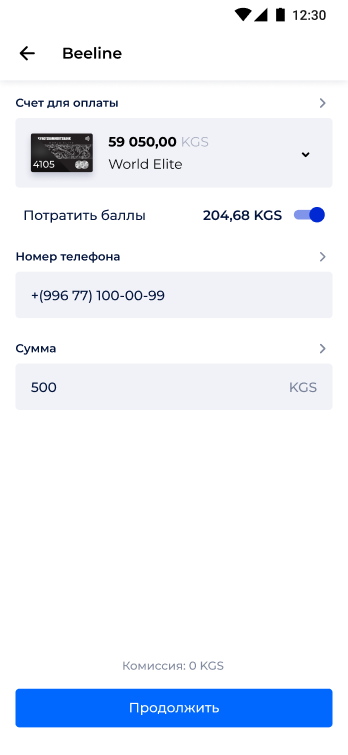 12:30
Beeline
Счет для оплаты
59 050,00 KGS
4105
World Elite
Потратить баллы 204,68 KGS
Номер телефона
+(996 77) 100-00-99
Сумма
500 KGS
Комиссия: 0 KGS
Продолжить